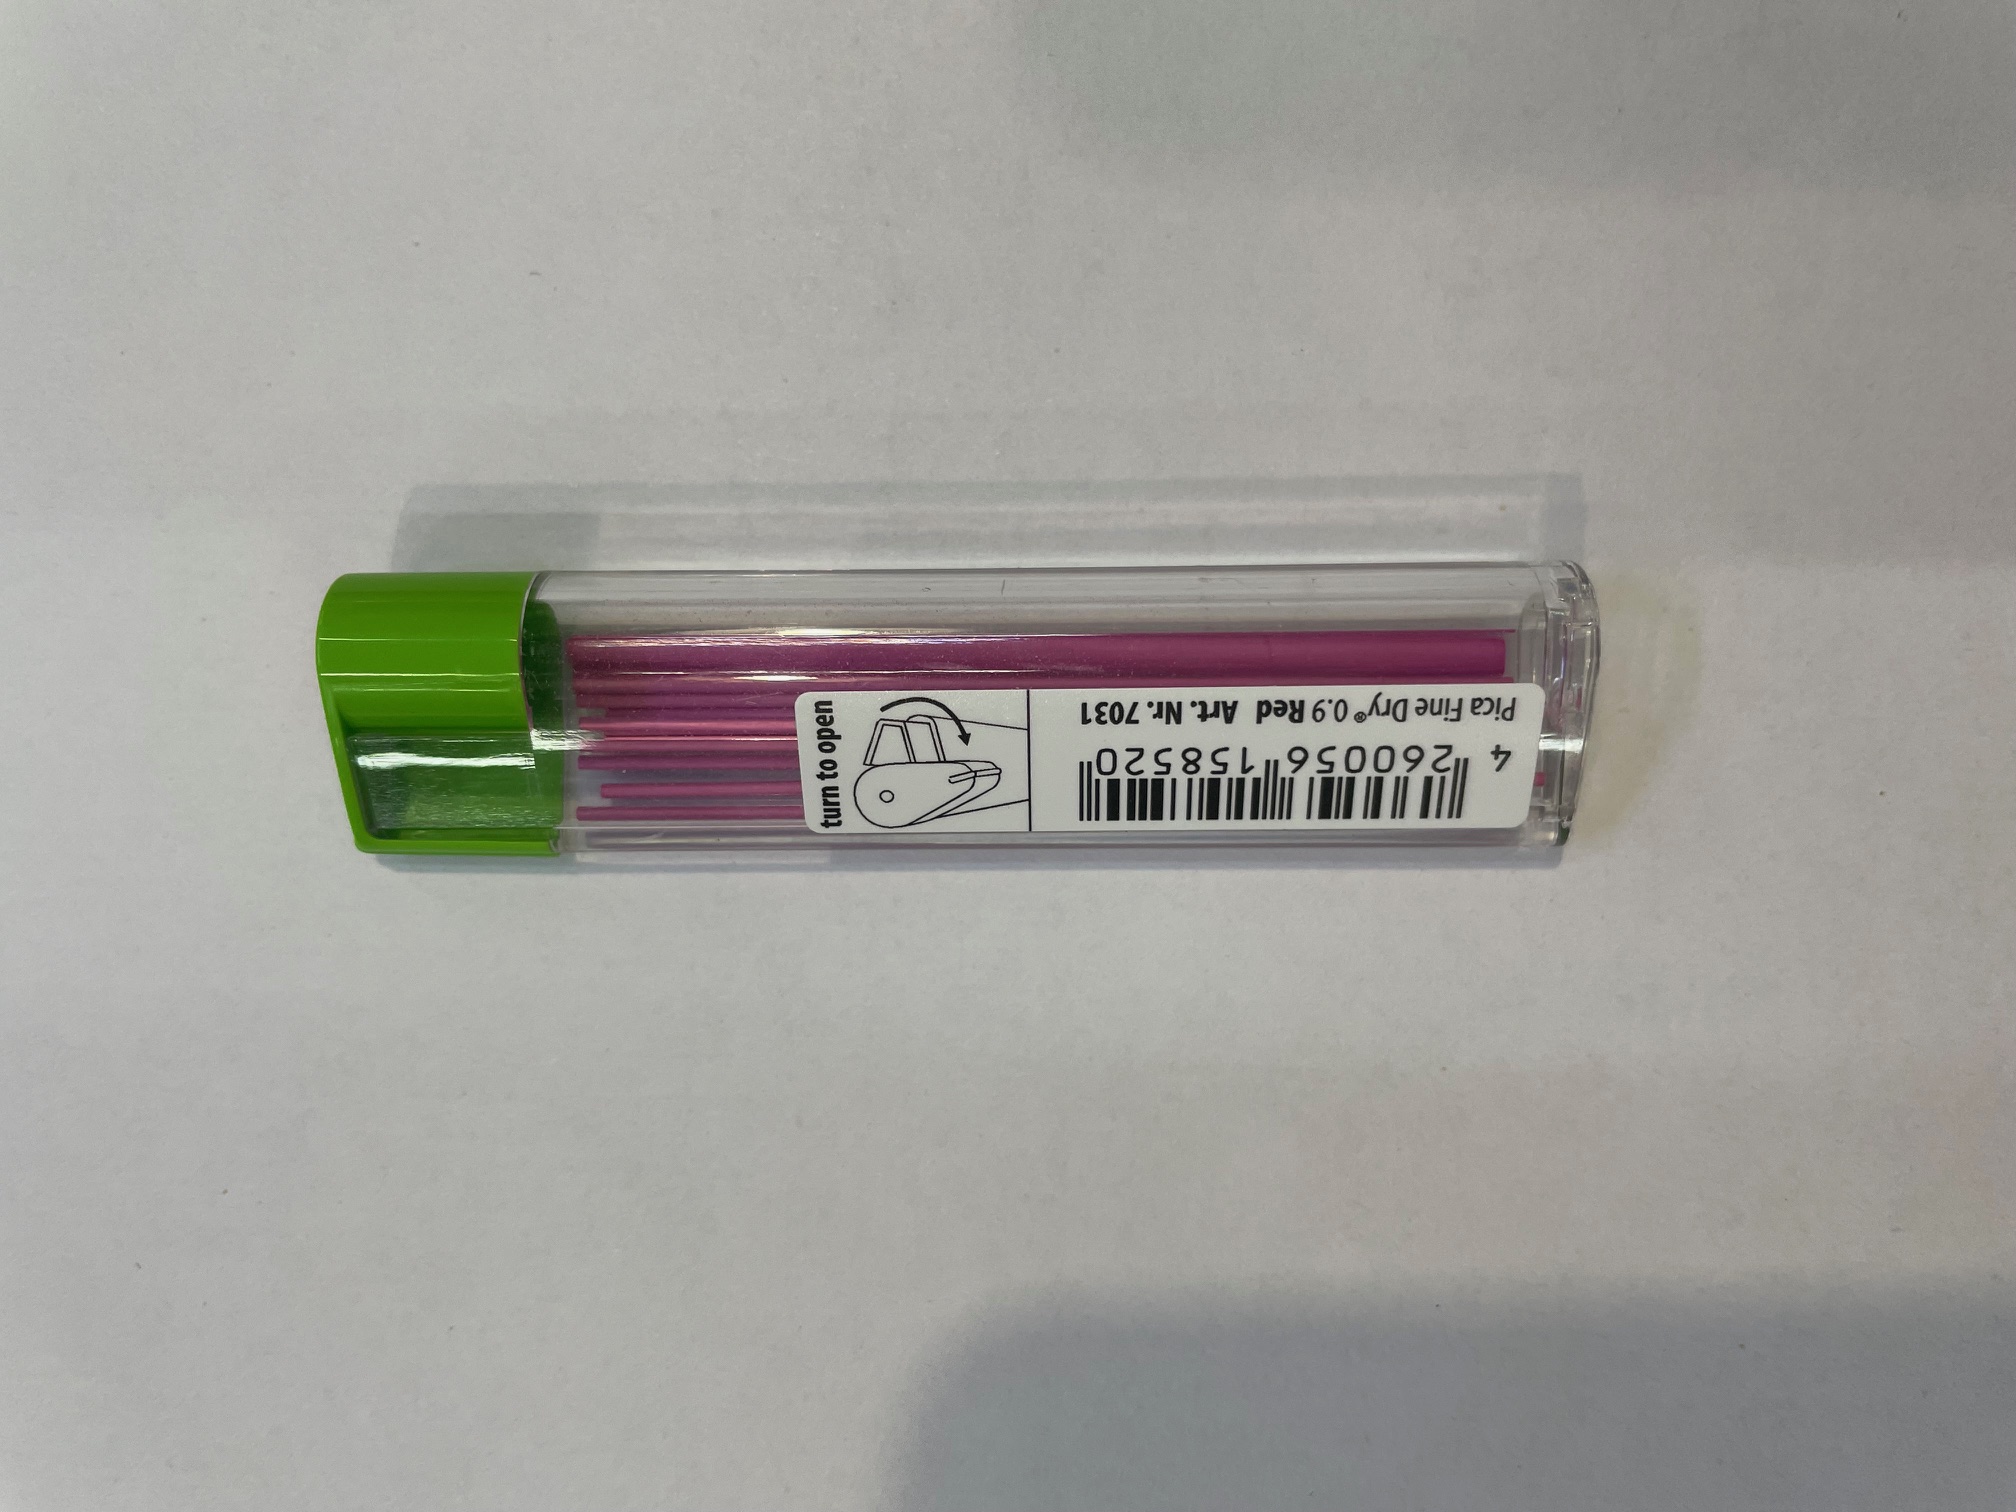 turn to open
4 260056 158520
Pica Fine Dry® 0.9 Red Art. Nr. 7031